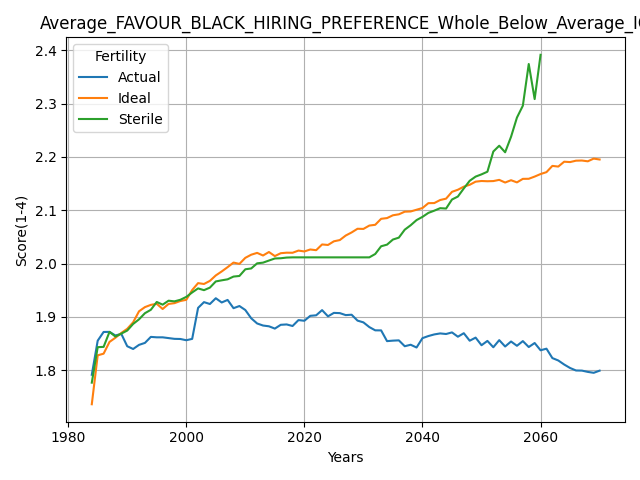 Average_FAVOUR_BLACK_HIRING_PREFERENCE_Whole_Below_Average_I
Fertility
Actual
Ideal
Sterile
2.4
2.3
2.2
2.1
2.0
1.9
1.8
Score(1-4)
1980
2000
2020
2040
2060
Years